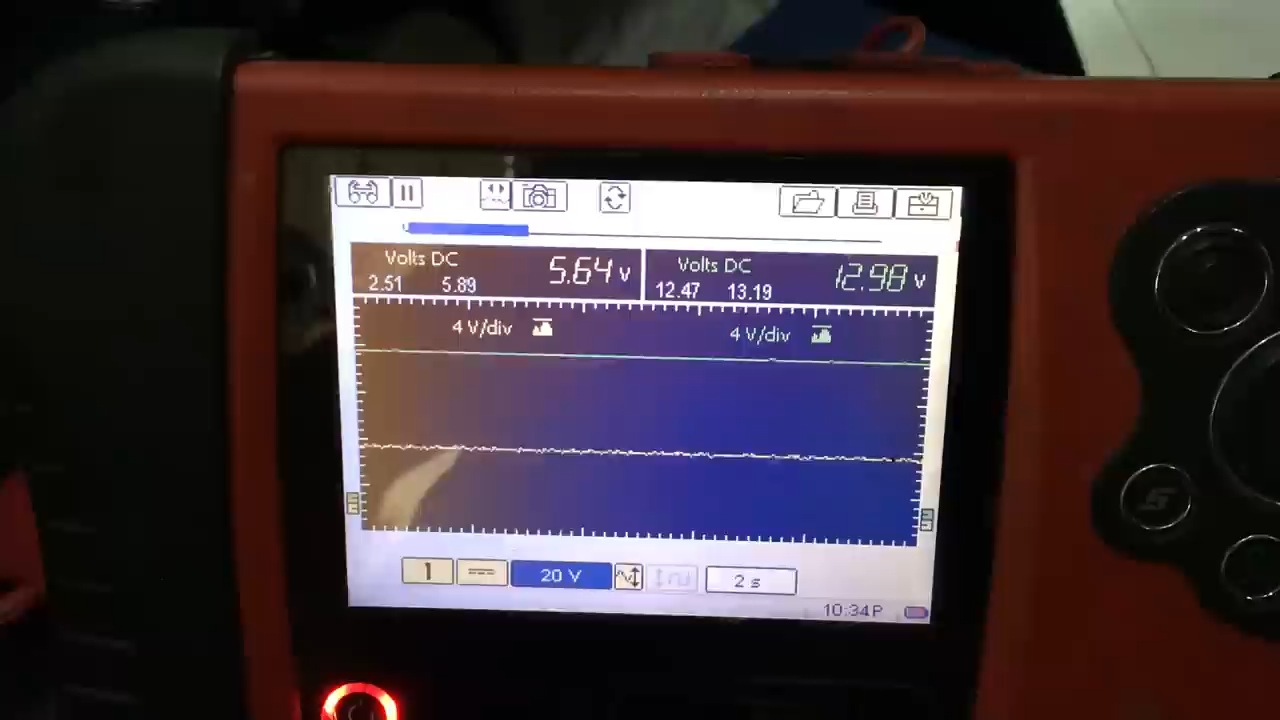 Volts DC
2.51 5.89 5.64 V
Volts DC
12.47 13.19 12.98 V
4 V/div
4 V/div
1
20 V
2 s
10:34P